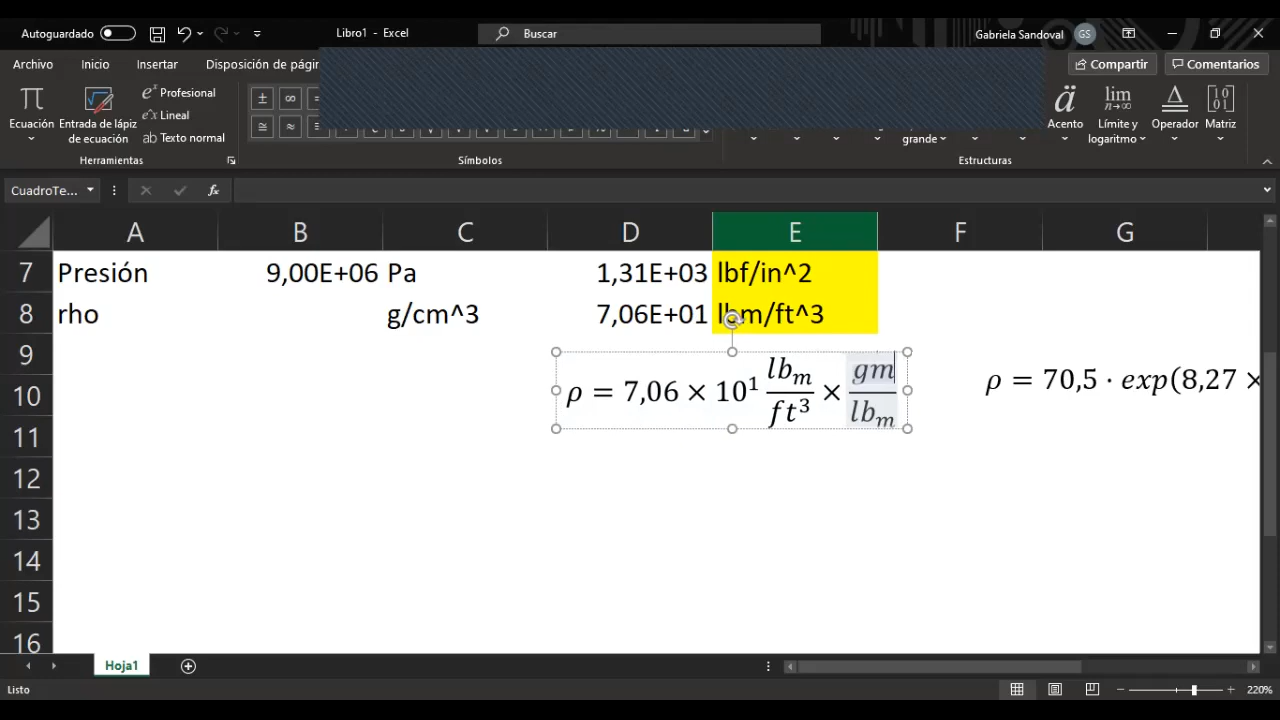 Autoguardado
Libro1 - Excel
Buscar
Gabriela Sandoval GS
Archivo Inicio Insertar Disposición de págin
Compartir Comentarios
Ecuación
Entrada de lápiz de ecuación
Profesional
Lineal
Texto normal
± ∞ =
≅ ≈ ≡
grande
Acento
Límite y logaritmo
Operador
Matriz
Herramientas Símbolos Estructuras
CuadroTe... fx
A B C D E F G
7 Presión 9,00E+06 Pa 1,31E+03 lbf/in^2
8 rho g/cm^3 7,06E+01 lbm/ft^3
9
ρ = 7,06 × 10¹ lb_m/ft³ × gm/lb_m
ρ = 70,5 · exp(8,27 ×
10
11
12
13
14
15
16
Hoja1
Listo 220%